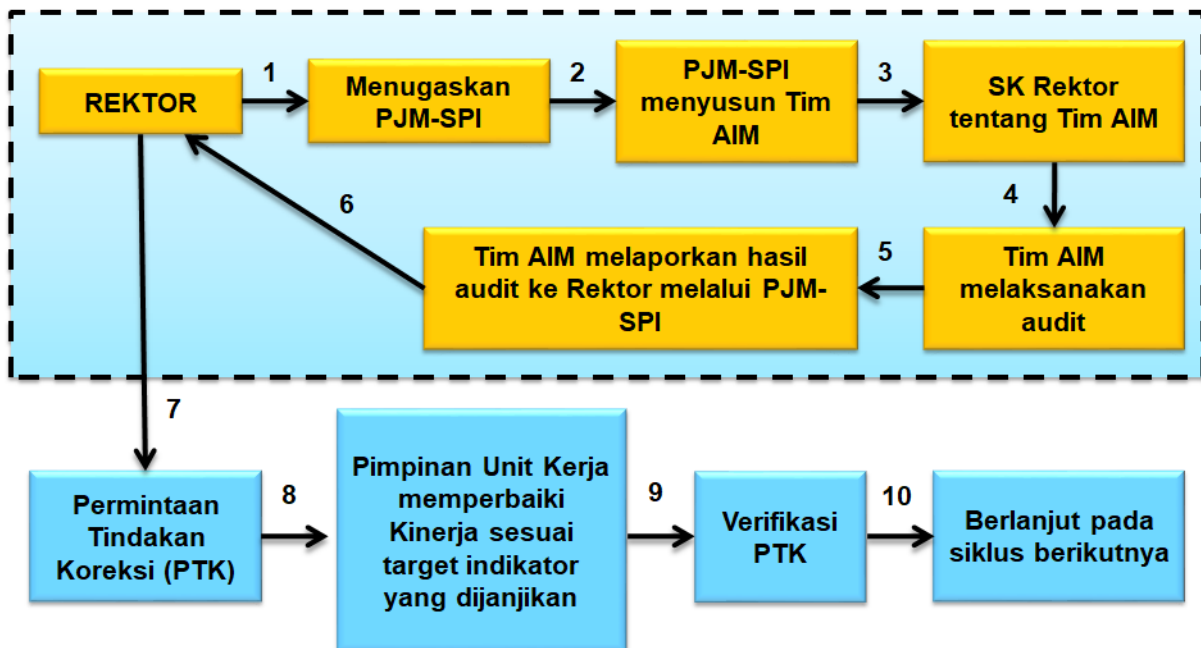 REKTOR
1
Menugaskan
PJM-SPI
2
PJM-SPI
menyusun Tim
AIM
3
SK Rektor
tentang Tim AIM
4
Tim AIM
melaksanakan
audit
5
Tim AIM melaporkan hasil
audit ke Rektor melalui PJM-
SPI
6
7
Permintaan
Tindakan
Koreksi (PTK)
8
Pimpinan Unit Kerja
memperbaiki
Kinerja sesuai
target indikator
yang dijanjikan
9
Verifikasi
PTK
10
Berlanjut pada
siklus berikutnya